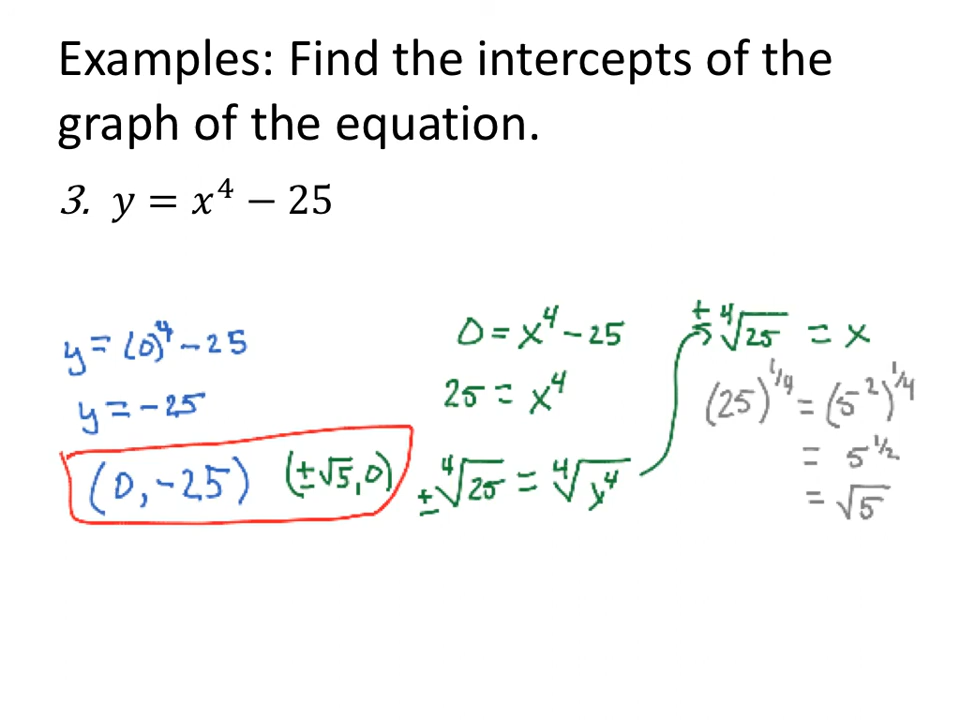 Examples: Find the intercepts of the
graph of the equation.
3. y = x⁴ − 25
y = (0)⁴ − 25
y = −25
(0, −25) (±√5, 0)
0 = x⁴ − 25
25 = x⁴
±⁴√25 = ⁴√x⁴
±⁴√25 = x
(25)^1/4 = (5²)^1/4
= 5^1/2
= √5